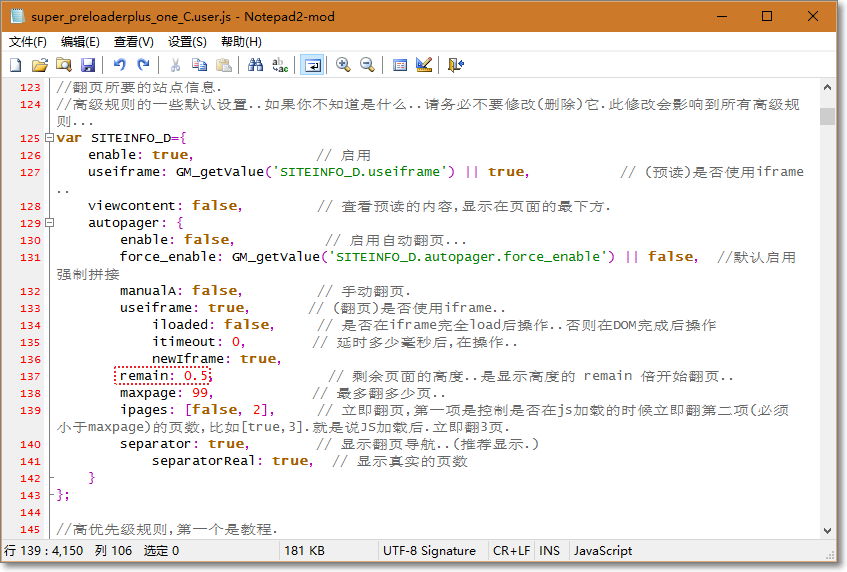 super_preloaderplus_one_C.user.js - Notepad2-mod
文件(F) 编辑(E) 查看(V) 设置(S) 帮助(H)
123 //翻页所要的站点信息.
124 //高级规则的一些默认设置..如果你不知道是什么..请务必不要修改(删除)它.此修改会影响到所有高级规
则...
125 var SITEINFO_D={
126 enable: true, // 启用
127 useiframe: GM_getValue('SITEINFO_D.useiframe') || true, // (预读)是否使用iframe
..
128 viewcontent: false, // 查看预读的内容,显示在页面的最下方.
129 autopager: {
130 enable: false, // 启用自动翻页...
131 force_enable: GM_getValue('SITEINFO_D.autopager.force_enable') || false, //默认启用
强制拼接
132 manualA: false, // 手动翻页.
133 useiframe: true, // (翻页)是否使用iframe..
134 iloaded: false, // 是否在iframe完全load后操作..否则在DOM完成后操作
135 itimeout: 0, // 延时多少毫秒后,在操作..
136 newIframe: true,
137 remain: 0.5, // 剩余页面的高度..是显示高度的 remain 倍开始翻页..
138 maxpage: 99, // 最多翻多少页..
139 ipages: [false, 2], // 立即翻页,第一项是控制是否在js加载的时候立即翻第二项(必须
小于maxpage)的页数,比如[true,3].就是说JS加载后.立即翻3页.
140 separator: true, // 显示翻页导航..(推荐显示.)
141 separatorReal: true, // 显示真实的页数
142 }
143 };
144
145 //高优先级规则,第一个是教程.
行 139 : 4,150 列 106 选定 0 181 KB UTF-8 Signature CR+LF INS JavaScript